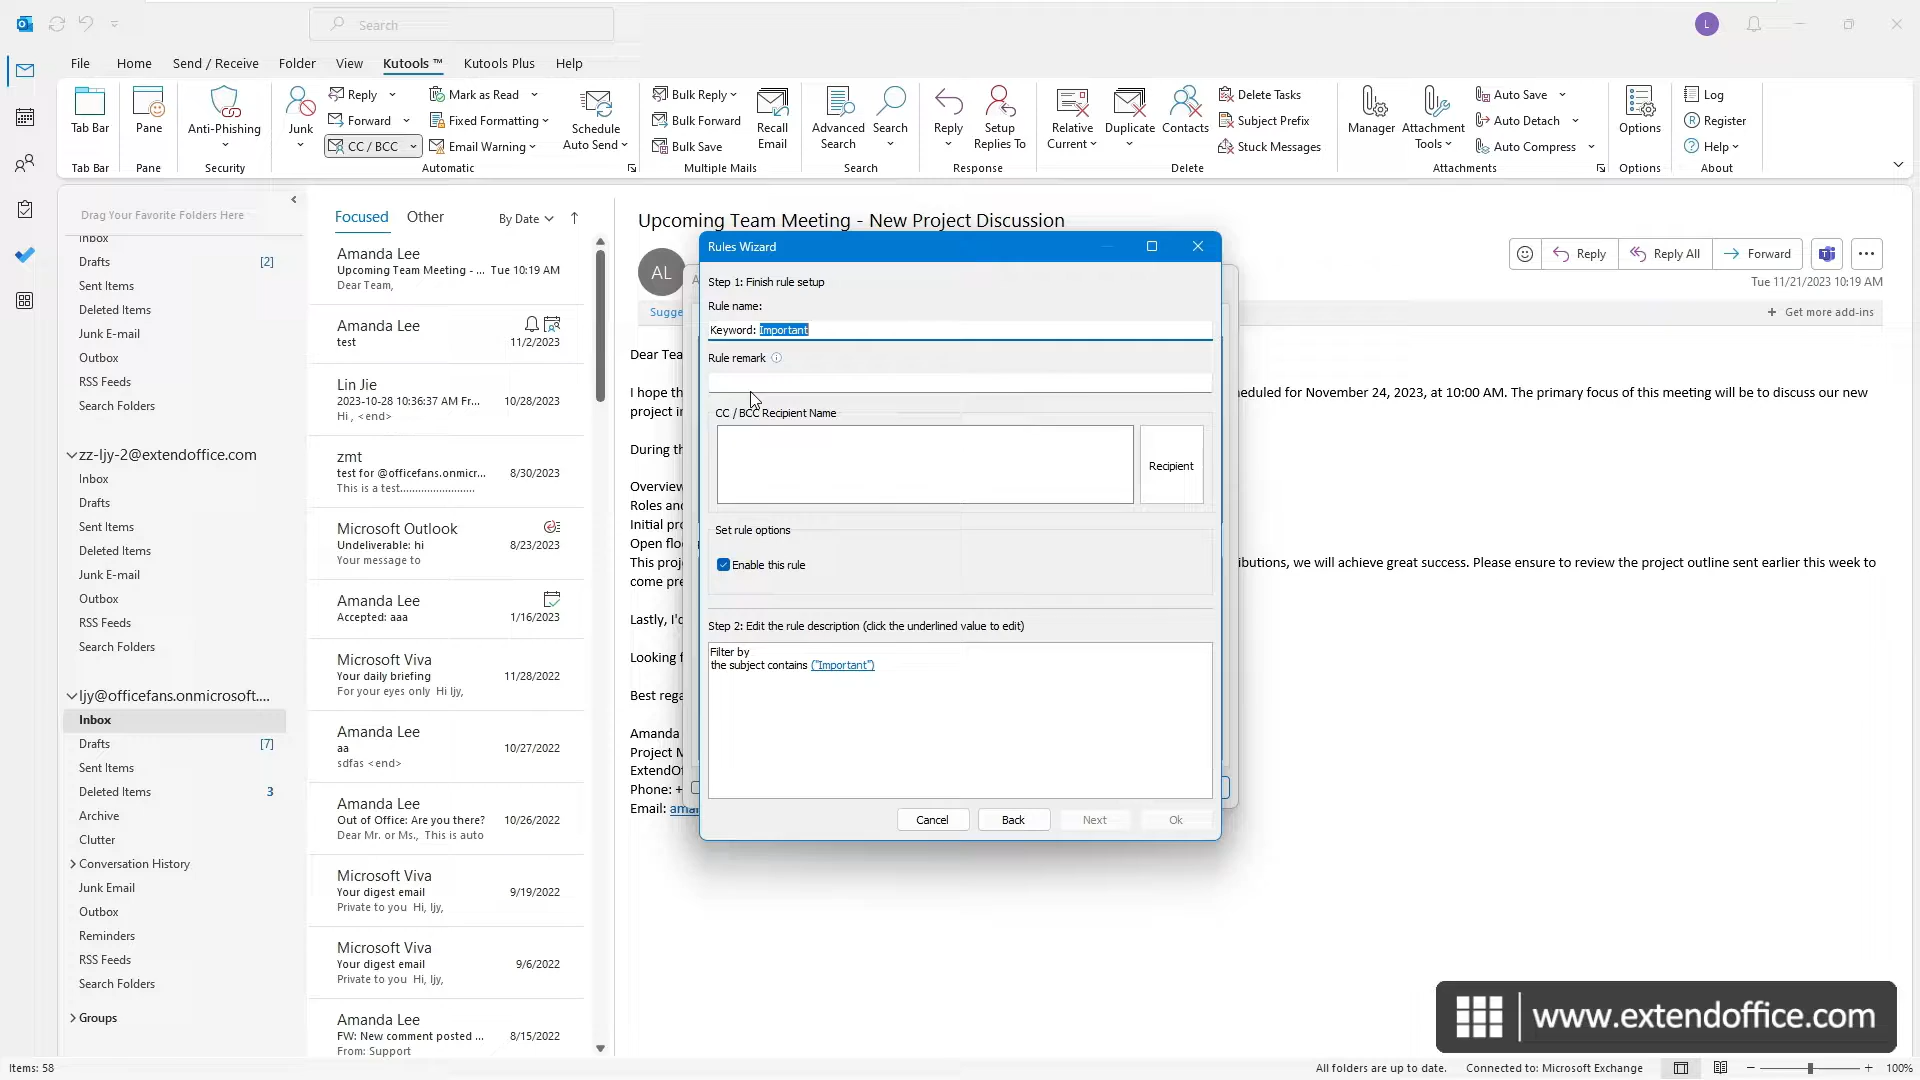 Search
L
File Home Send / Receive Folder View Kutools ™ Kutools Plus Help
Tab Bar
Tab Bar
Pane
Pane
Anti-Phishing
Security
Junk
Reply
Forward
CC / BCC
Mark as Read
Fixed Formatting
Email Warning
Schedule
Auto Send
Automatic
Bulk Reply
Bulk Forward
Bulk Save
Recall
Email
Multiple Mails
Advanced
Search
Search
Search
Reply
Setup
Replies To
Response
Relative
Current
Duplicate
Contacts
Delete Tasks
Subject Prefix
Stuck Messages
Delete
Manager
Attachment
Tools
Auto Save
Auto Detach
Auto Compress
Attachments
Options
Options
Log
Register
Help
About
Drag Your Favorite Folders Here
Inbox
Drafts [2]
Sent Items
Deleted Items
Junk E-mail
Outbox
RSS Feeds
Search Folders
zz-ljy-2@extendoffice.com
Inbox
Drafts
Sent Items
Deleted Items
Junk E-mail
Outbox
RSS Feeds
Search Folders
ljy@officefans.onmicrosoft....
Inbox
Drafts [7]
Sent Items
Deleted Items 3
Archive
Clutter
Conversation History
Junk Email
Outbox
Reminders
RSS Feeds
Search Folders
Groups
Focused Other By Date
Amanda Lee
Upcoming Team Meeting - ... Tue 10:19 AM
Dear Team,
Amanda Lee
test 11/2/2023
Lin Jie
2023-10-28 10:36:37 AM Fr... 10/28/2023
Hi , <end>
zmt
test for @officefans.onmicr... 8/30/2023
This is a test..........................
Microsoft Outlook
Undeliverable: hi 8/23/2023
Your message to
Amanda Lee
Accepted: aaa 1/16/2023
Microsoft Viva
Your daily briefing 11/28/2022
For your eyes only Hi ljy,
Amanda Lee
aa 10/27/2022
sdfas <end>
Amanda Lee
Out of Office: Are you there? 10/26/2022
Dear Mr. or Ms., This is auto
Microsoft Viva
Your digest email 9/19/2022
Private to you Hi, ljy,
Microsoft Viva
Your digest email 9/6/2022
Private to you Hi, ljy,
Amanda Lee
FW: New comment posted ... 8/15/2022
From: Support
Upcoming Team Meeting - New Project Discussion
AL
A
Reply Reply All Forward
Tue 11/21/2023 10:19 AM
Sugge
+ Get more add-ins
Dear Tea
I hope th
eduled for November 24, 2023, at 10:00 AM. The primary focus of this meeting will be to discuss our new
project in
During th
Overview
Roles and
Initial pro
Open floo
This proj
ibutions, we will achieve great success. Please ensure to review the project outline sent earlier this week to
come pre
Lastly, I'd
Looking f
Best rega
Amanda
Project M
ExtendOf
Phone: +
Email: amar
Rules Wizard
Step 1: Finish rule setup
Rule name:
Keyword: Important
Rule remark
CC / BCC Recipient Name
Recipient
Set rule options
Enable this rule
Step 2: Edit the rule description (click the underlined value to edit)
Filter by
the subject contains ("Important")
Cancel Back Next Ok
www.extendoffice.com
Items: 58
All folders are up to date. Connected to: Microsoft Exchange 100%